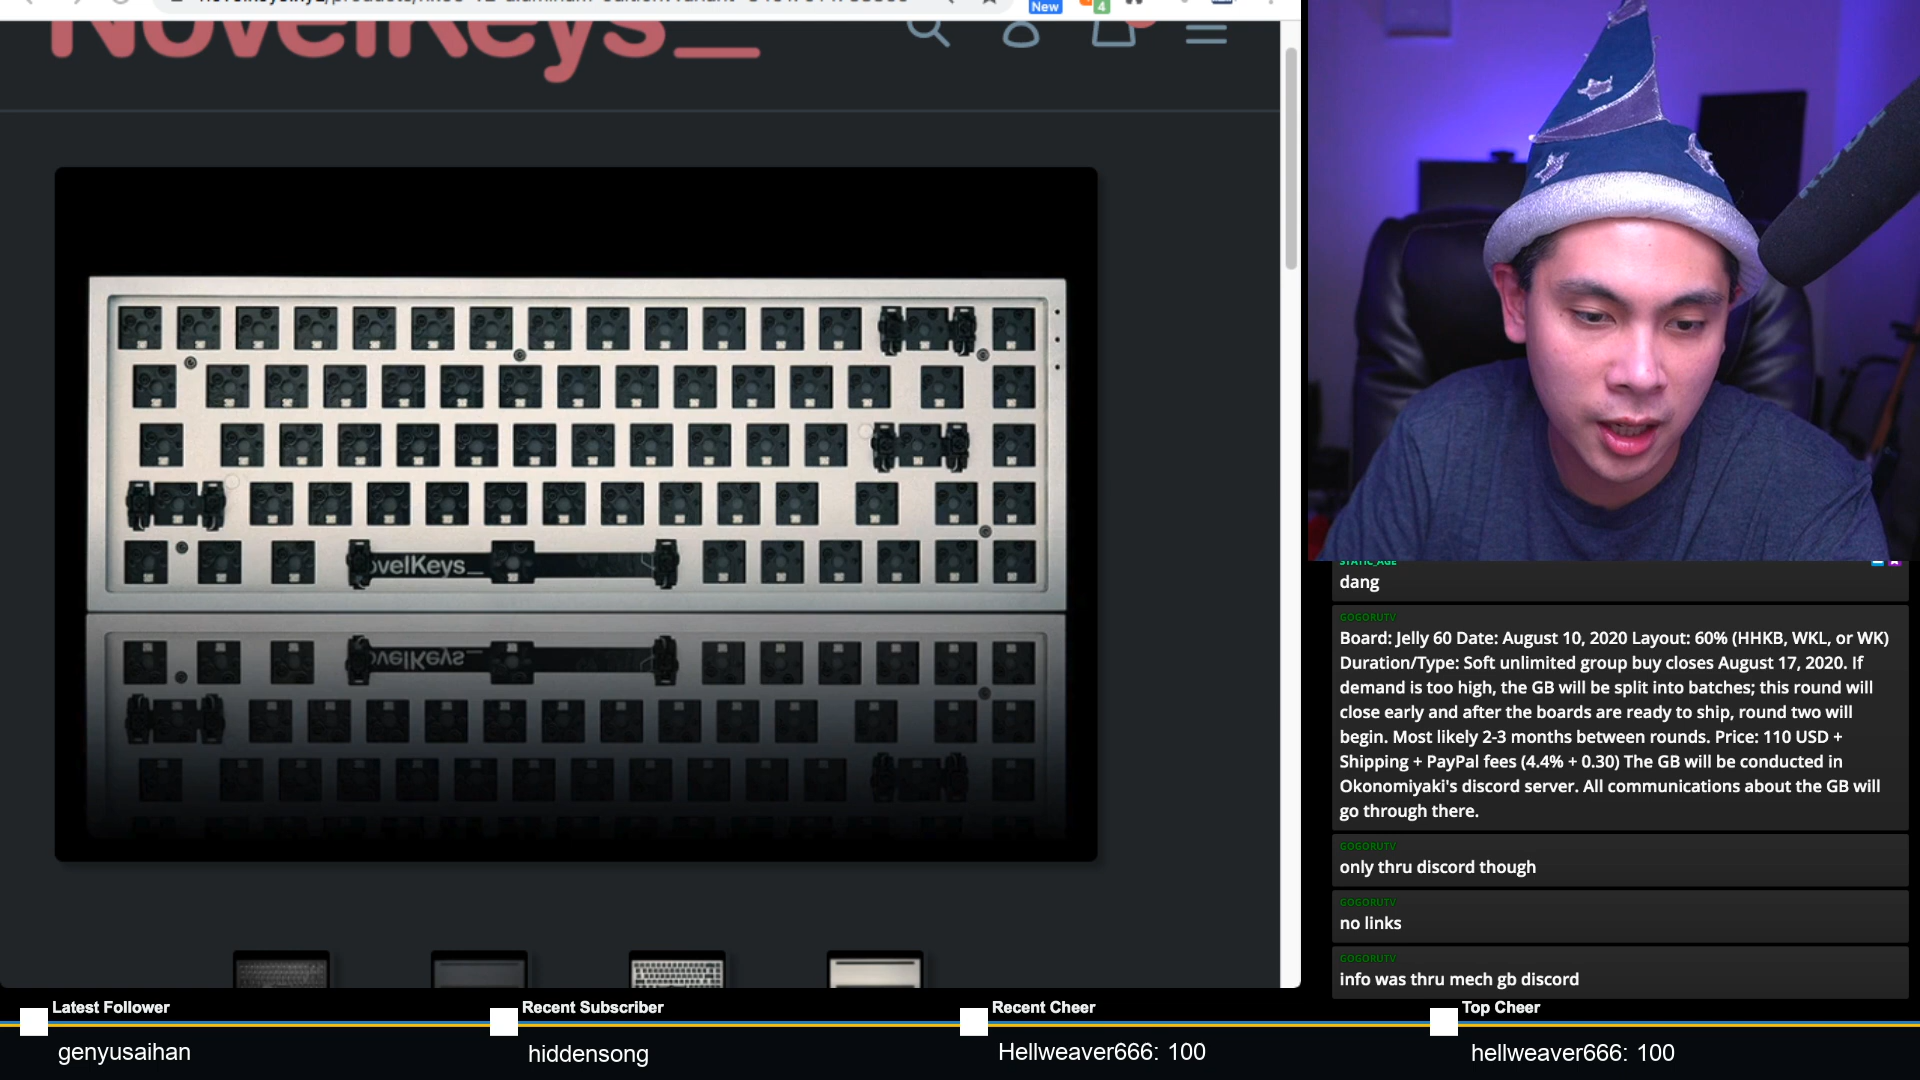 NovelKeys_
New
4
ovelKeys_
STATIC_AGE
dang
GOGORUTV
Board: Jelly 60 Date: August 10, 2020 Layout: 60% (HHKB, WKL, or WK)
Duration/Type: Soft unlimited group buy closes August 17, 2020. If
demand is too high, the GB will be split into batches; this round will
close early and after the boards are ready to ship, round two will
begin. Most likely 2-3 months between rounds. Price: 110 USD +
Shipping + PayPal fees (4.4% + 0.30) The GB will be conducted in
Okonomiyaki's discord server. All communications about the GB will
go through there.
GOGORUTV
only thru discord though
GOGORUTV
no links
GOGORUTV
info was thru mech gb discord
Latest Follower
genyusaihan
Recent Subscriber
hiddensong
Recent Cheer
Hellweaver666: 100
Top Cheer
hellweaver666: 100